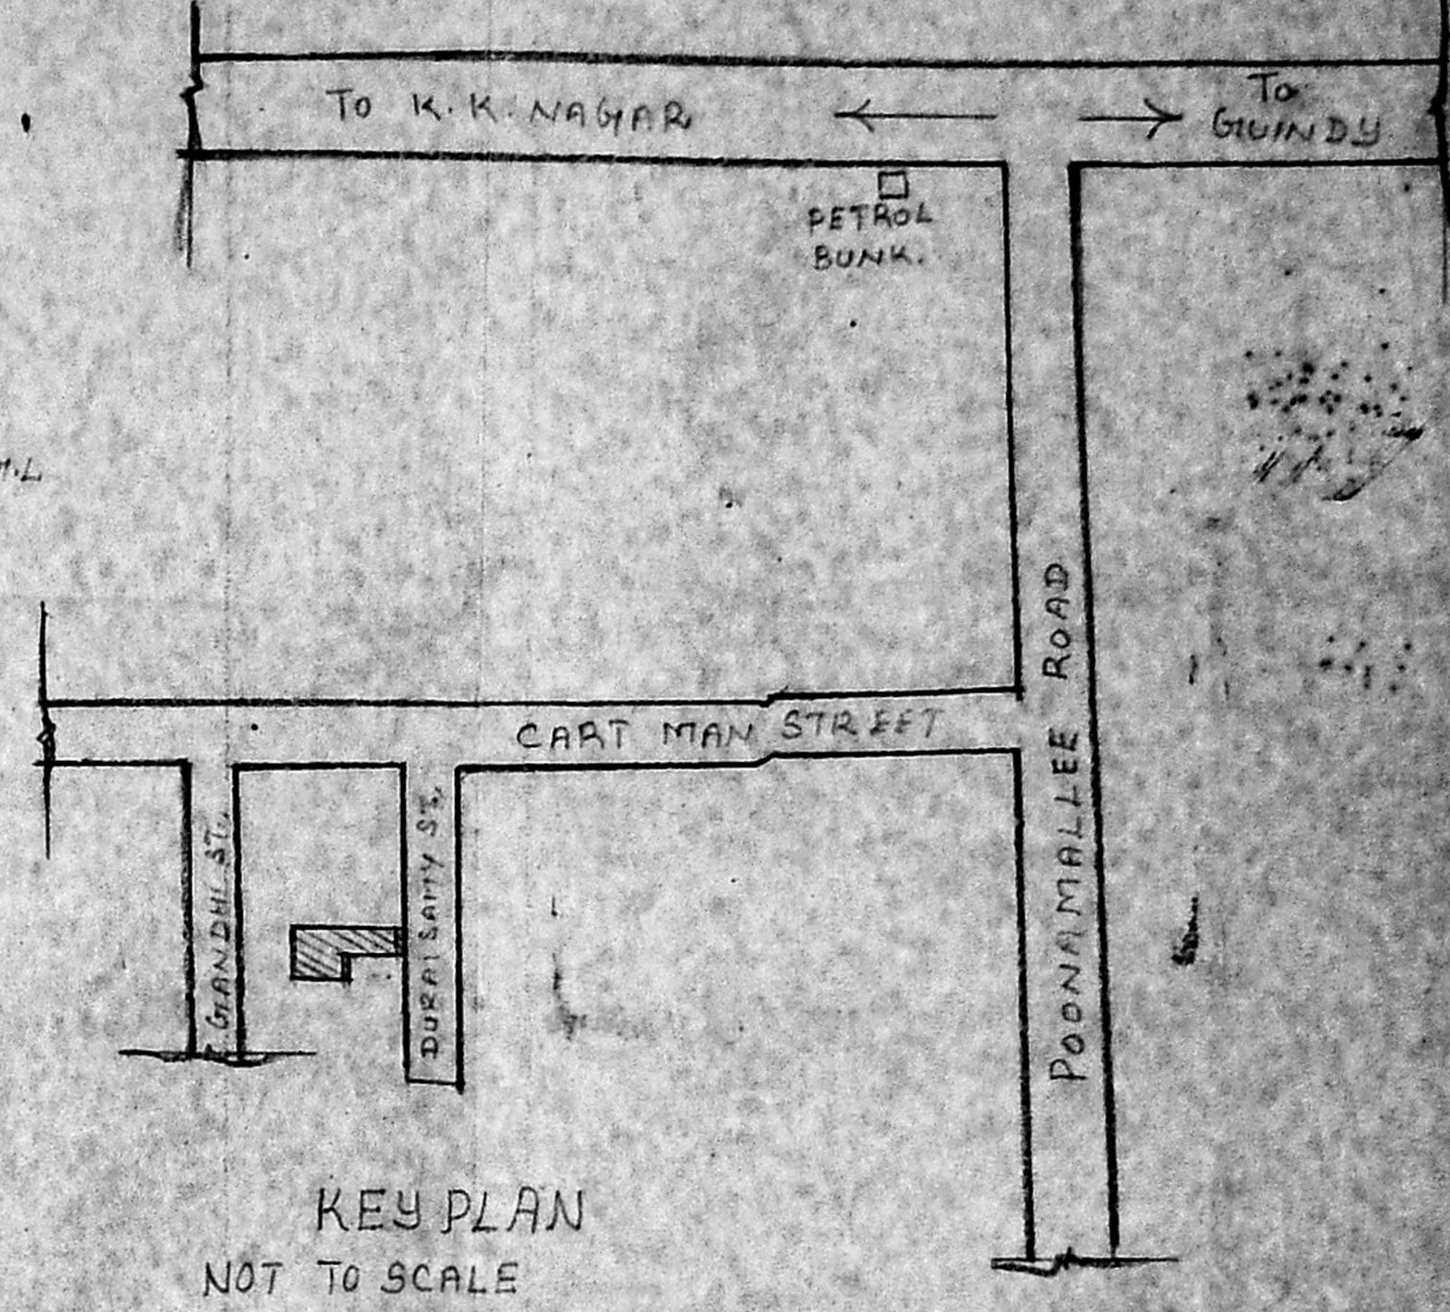 To K.K. NAGAR
To
GUINDY
PETROL
BUNK.
M.L
CART MAN STREET
POONAMALLEE ROAD
GANDHI ST.,
DURAISAMY ST.,
KEY PLAN
NOT TO SCALE